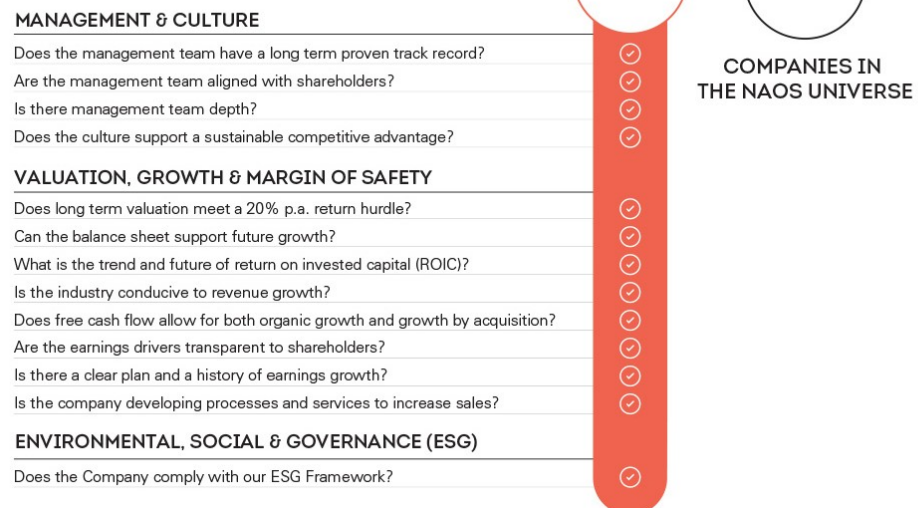 MANAGEMENT & CULTURE
Does the management team have a long term proven track record?
Are the management team aligned with shareholders?
Is there management team depth?
Does the culture support a sustainable competitive advantage?
COMPANIES IN
THE NAOS UNIVERSE
VALUATION, GROWTH & MARGIN OF SAFETY
Does long term valuation meet a 20% p.a. return hurdle?
Can the balance sheet support future growth?
What is the trend and future of return on invested capital (ROIC)?
Is the industry conducive to revenue growth?
Does free cash flow allow for both organic growth and growth by acquisition?
Are the earnings drivers transparent to shareholders?
Is there a clear plan and a history of earnings growth?
Is the company developing processes and services to increase sales?
ENVIRONMENTAL, SOCIAL & GOVERNANCE (ESG)
Does the Company comply with our ESG Framework?